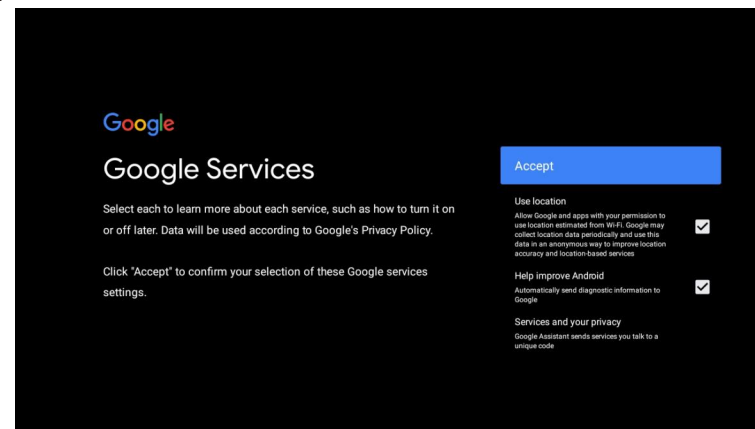 Google
Google Services
Select each to learn more about each service, such as how to turn it on
or off later. Data will be used according to Google's Privacy Policy.
Click "Accept" to confirm your selection of these Google services
settings.
Accept
Use location
Allow Google and apps with your permission to
use location estimated from Wi-Fi. Google may
collect location data periodically and use this
data in an anonymous way to improve location
accuracy and location-based services
Help improve Android
Automatically send diagnostic information to
Google
Services and your privacy
Google Assistant sends services you talk to a
unique code